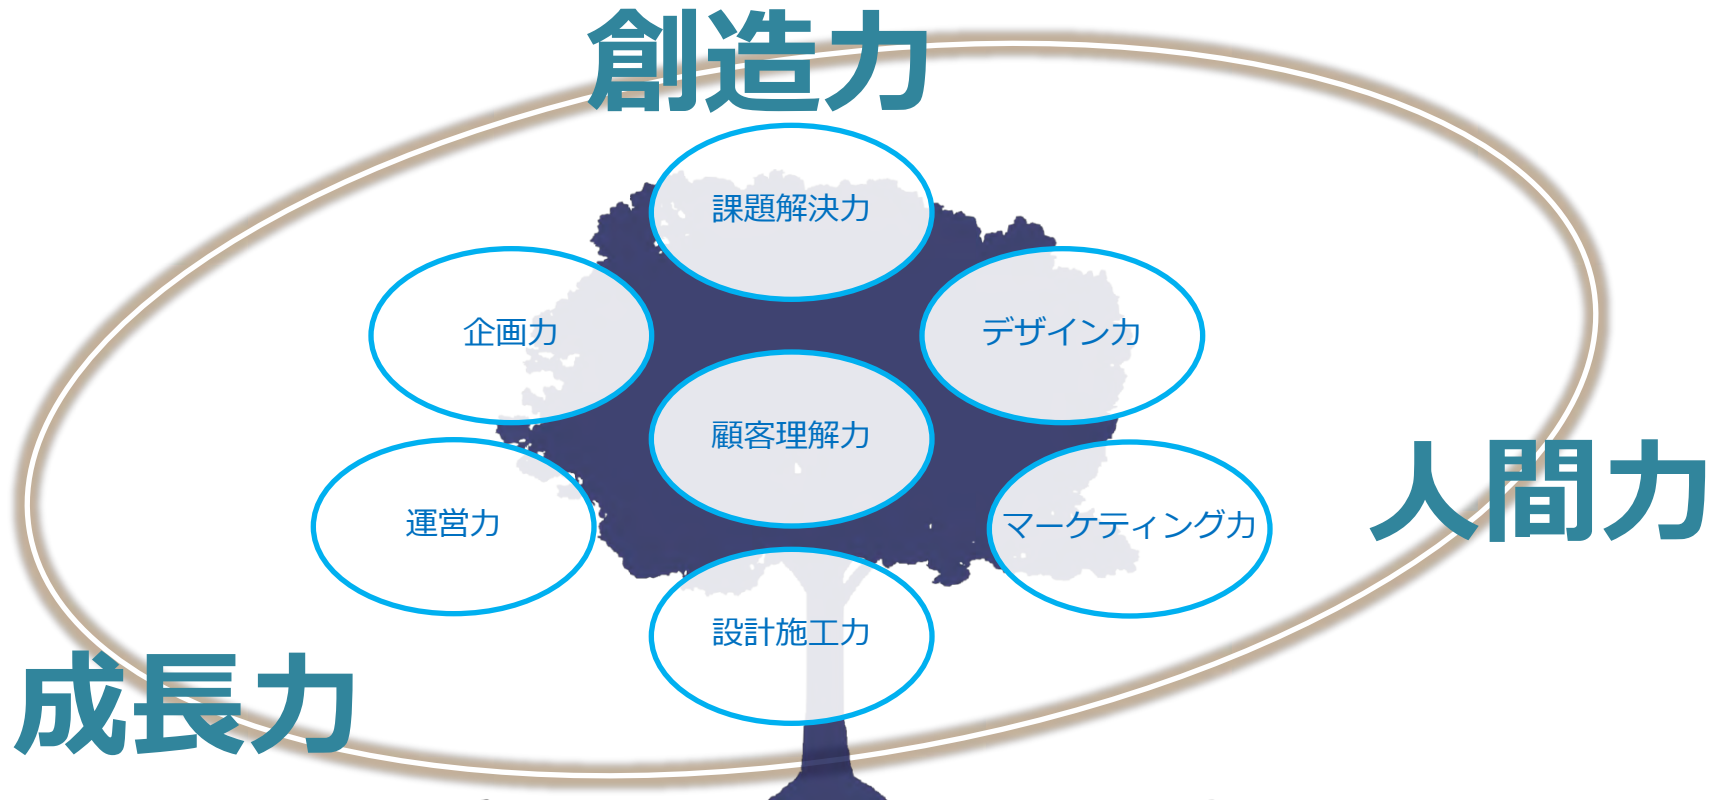 創造力
課題解決力
企画力
デザイン力
顧客理解力
人間力
運営力
マーケティング力
設計施工力
成長力